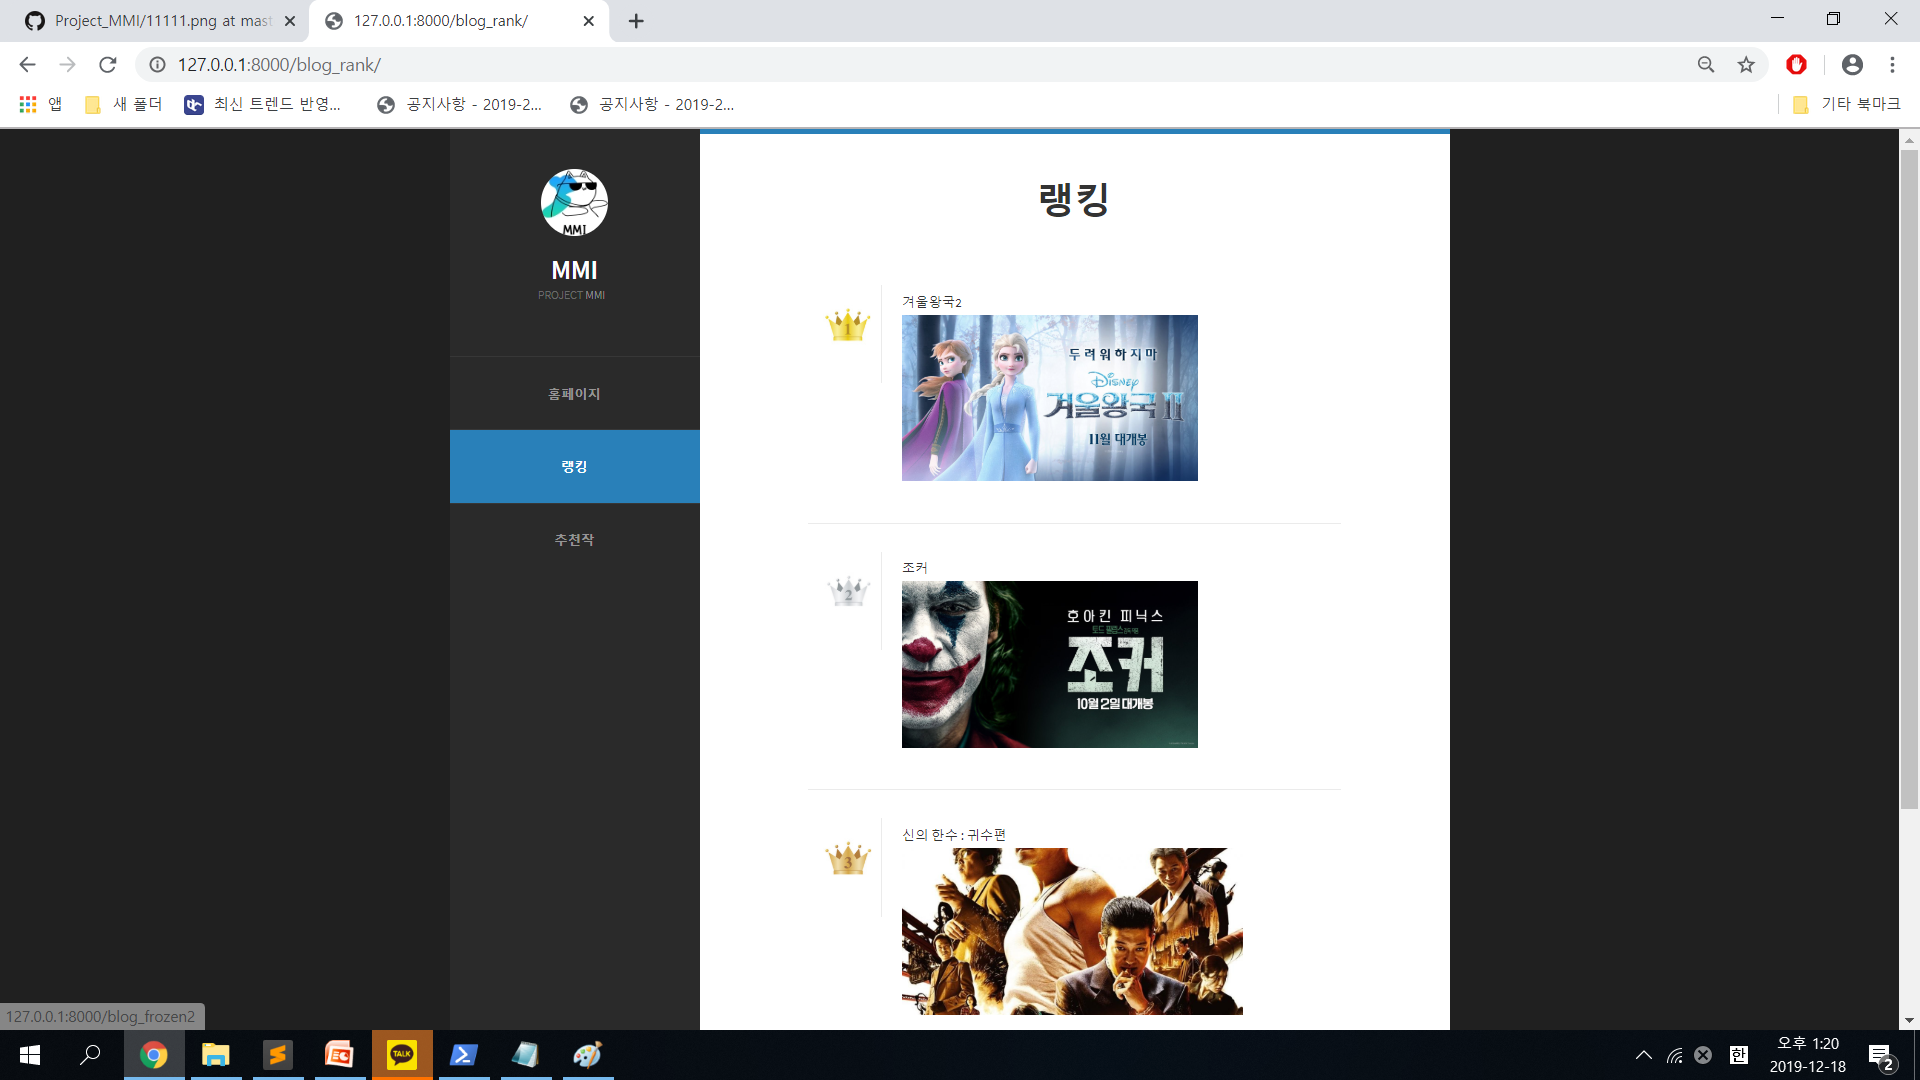 Project_MMI/11111.png at mast
127.0.0.1:8000/blog_rank/
127.0.0.1:8000/blog_rank/
앱
새 폴더
최신 트렌드 반영...
공지사항 - 2019-2...
공지사항 - 2019-2...
기타 북마크
MMI
MMI
PROJECT MMI
홈페이지
랭킹
추천작
랭킹
1
겨울왕국2
두려워하지마
Disney
겨울왕국 II
11월 대개봉
2
조커
호아킨 피닉스
조커
10월 2일 대개봉
3
신의 한수 : 귀수편
127.0.0.1:8000/blog_frozen2
TALK
한
오후 1:20
2019-12-18
2